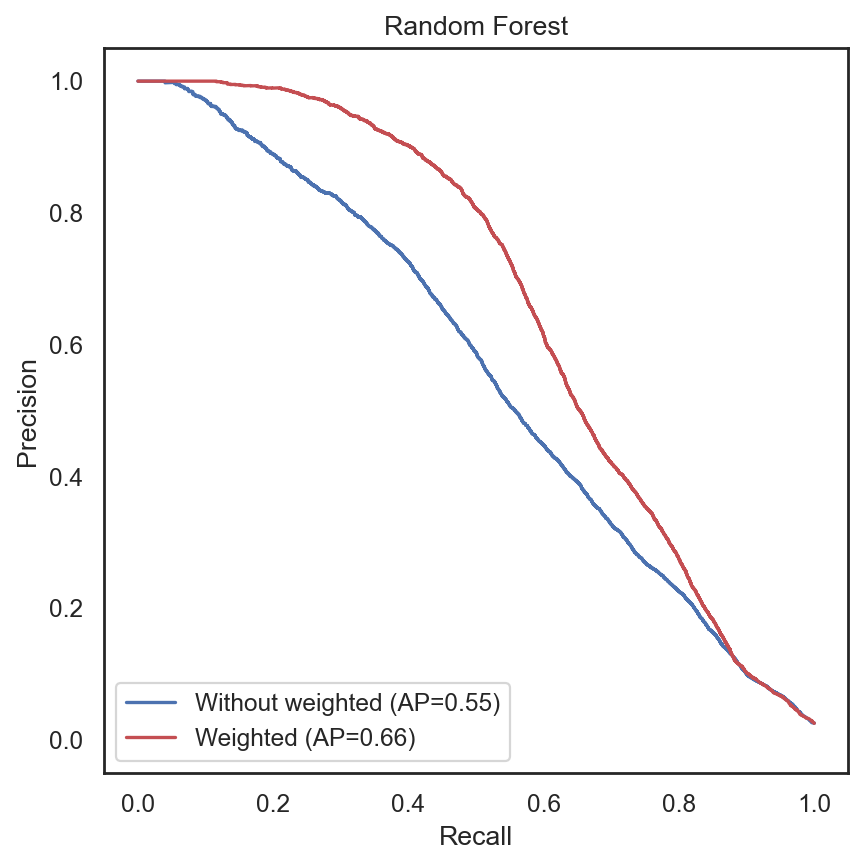 Random Forest
1.0
0.8
0.6
0.4
0.2
0.0
Precision
Without weighted (AP=0.55)
Weighted (AP=0.66)
0.0 0.2 0.4 0.6 0.8 1.0
Recall